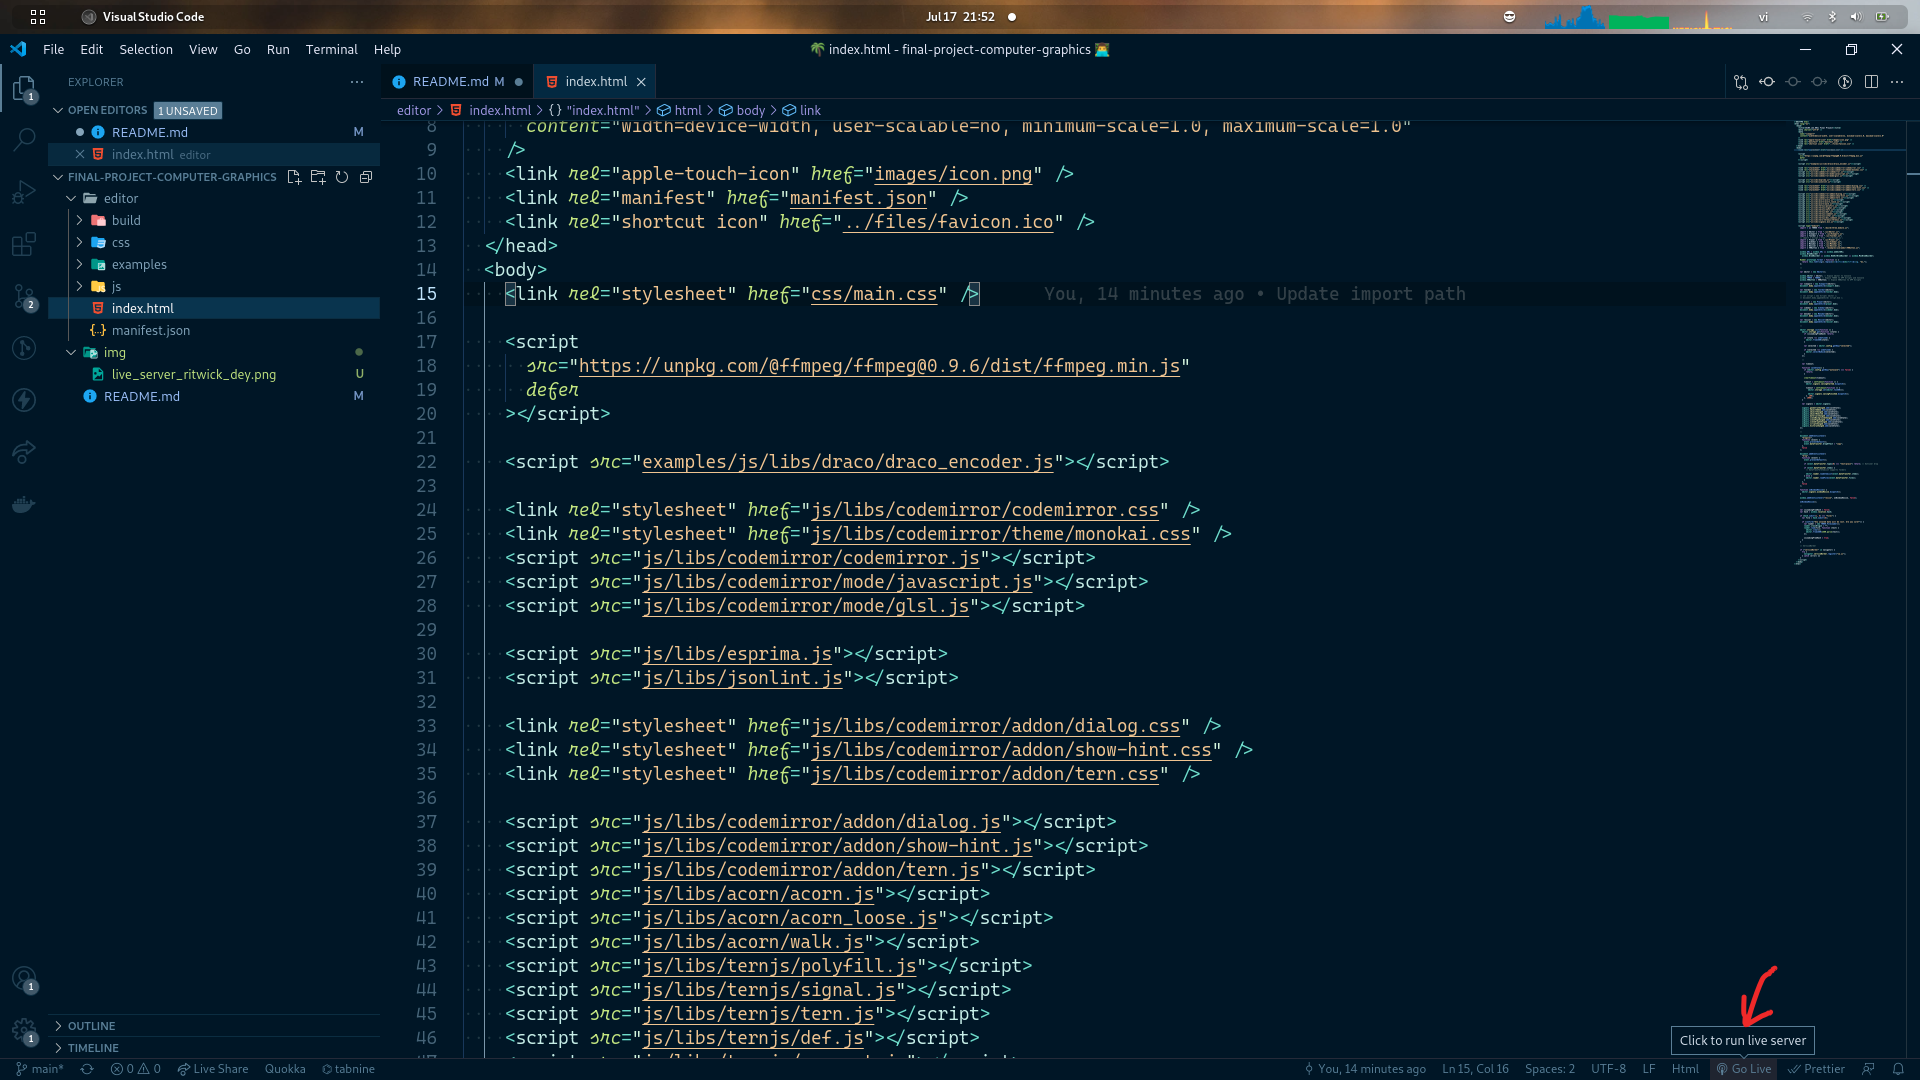 Visual Studio Code
Jul 17 21:52
vi
File Edit Selection View Go Run Terminal Help
🌴 index.html - final-project-computer-graphics 👨‍💻
EXPLORER
OPEN EDITORS 1 UNSAVED
README.md M
index.html editor
FINAL-PROJECT-COMPUTER-GRAPHICS
editor
build
css
examples
js
index.html
manifest.json
img
live_server_ritwick_dey.png U
README.md M
OUTLINE
TIMELINE
README.md M
index.html
editor > index.html > {} "index.html" > html > body > link
8 content="width=device-width, user-scalable=no, minimum-scale=1.0, maximum-scale=1.0"
9 />
10 <link rel="apple-touch-icon" href="images/icon.png" />
11 <link rel="manifest" href="manifest.json" />
12 <link rel="shortcut icon" href="../files/favicon.ico" />
13 </head>
14 <body>
15 <link rel="stylesheet" href="css/main.css" /> You, 14 minutes ago • Update import path
16
17 <script
18 src="https://unpkg.com/@ffmpeg/ffmpeg@0.9.6/dist/ffmpeg.min.js"
19 defer
20 ></script>
21
22 <script src="examples/js/libs/draco/draco_encoder.js"></script>
23
24 <link rel="stylesheet" href="js/libs/codemirror/codemirror.css" />
25 <link rel="stylesheet" href="js/libs/codemirror/theme/monokai.css" />
26 <script src="js/libs/codemirror/codemirror.js"></script>
27 <script src="js/libs/codemirror/mode/javascript.js"></script>
28 <script src="js/libs/codemirror/mode/glsl.js"></script>
29
30 <script src="js/libs/esprima.js"></script>
31 <script src="js/libs/jsonlint.js"></script>
32
33 <link rel="stylesheet" href="js/libs/codemirror/addon/dialog.css" />
34 <link rel="stylesheet" href="js/libs/codemirror/addon/show-hint.css" />
35 <link rel="stylesheet" href="js/libs/codemirror/addon/tern.css" />
36
37 <script src="js/libs/codemirror/addon/dialog.js"></script>
38 <script src="js/libs/codemirror/addon/show-hint.js"></script>
39 <script src="js/libs/codemirror/addon/tern.js"></script>
40 <script src="js/libs/acorn/acorn.js"></script>
41 <script src="js/libs/acorn/acorn_loose.js"></script>
42 <script src="js/libs/acorn/walk.js"></script>
43 <script src="js/libs/ternjs/polyfill.js"></script>
44 <script src="js/libs/ternjs/signal.js"></script>
45 <script src="js/libs/ternjs/tern.js"></script>
46 <script src="js/libs/ternjs/def.js"></script>
Click to run live server
main* 0 0 Live Share Quokka tabnine
You, 14 minutes ago Ln 15, Col 16 Spaces: 2 UTF-8 LF Html Go Live Prettier